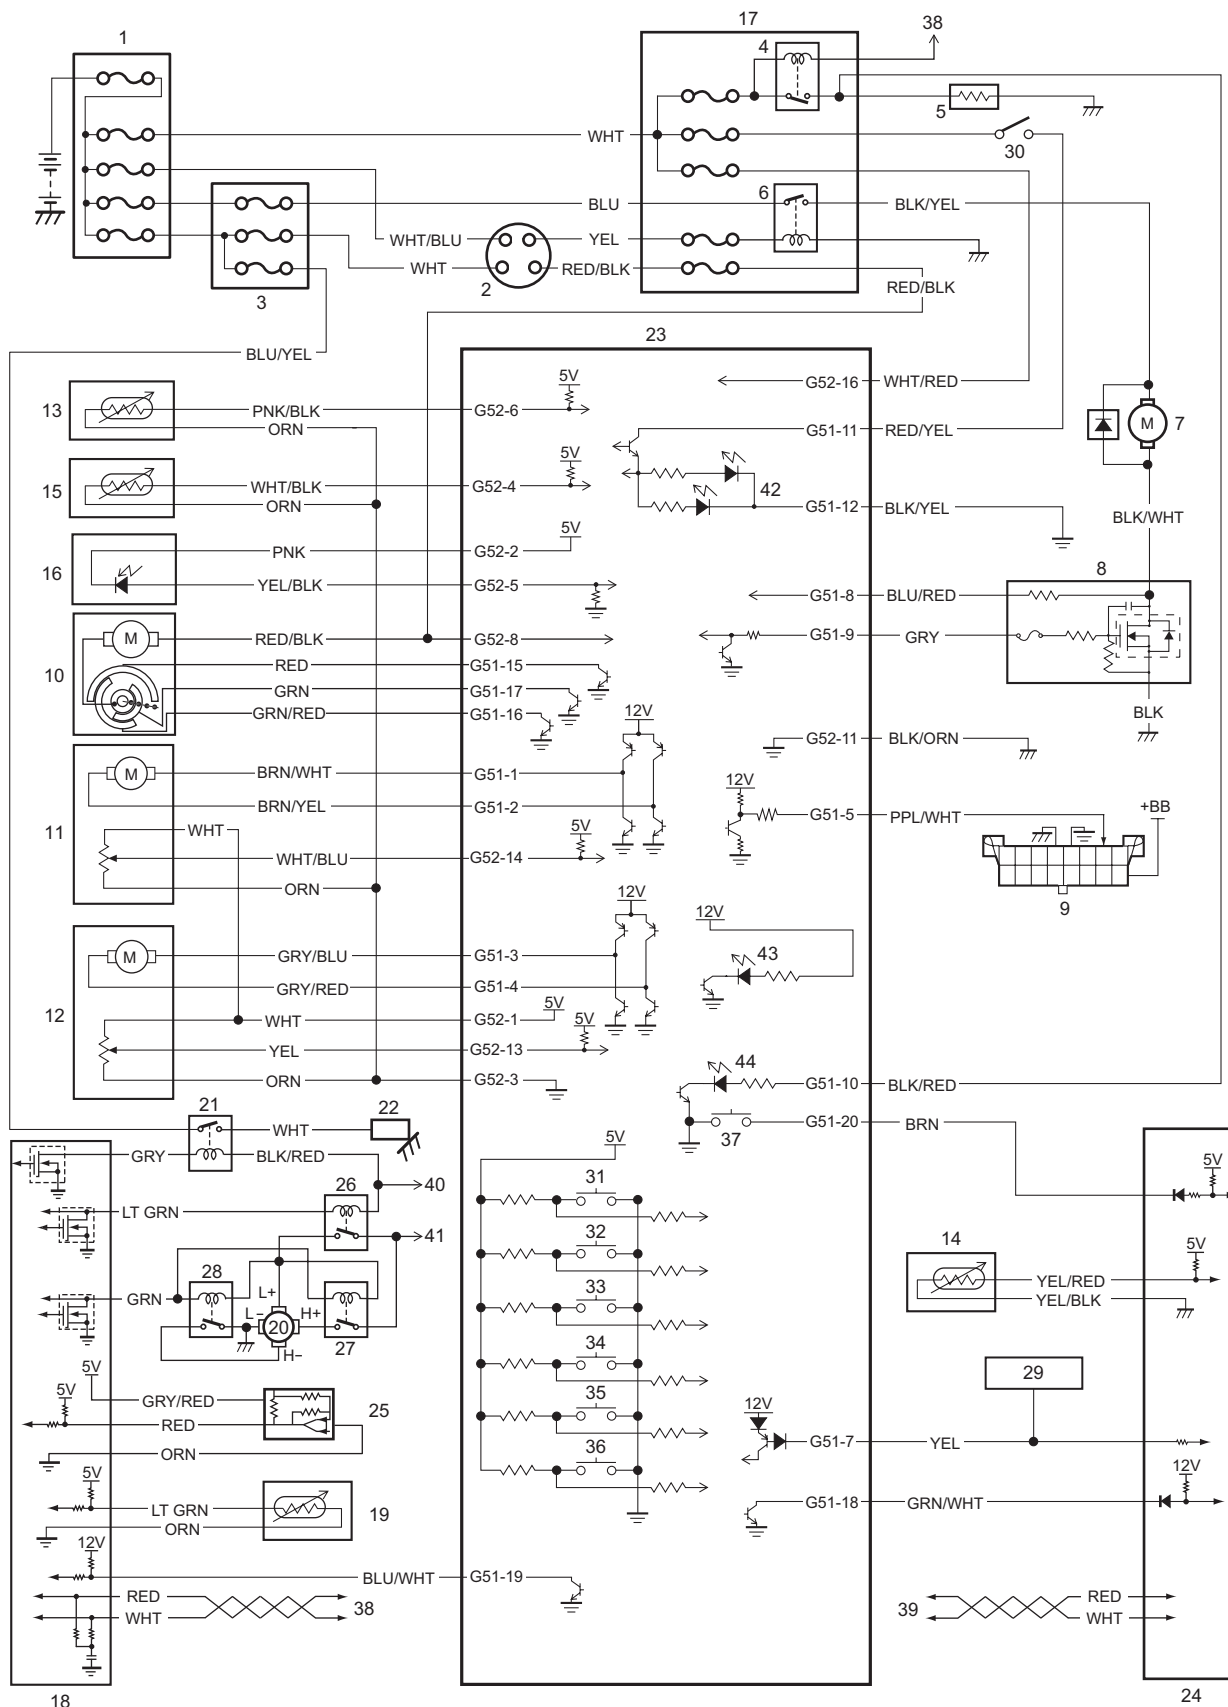 1
17
38
4
5
WHT
30
6
BLU
BLK/YEL
WHT/BLU
YEL
WHT
RED/BLK
2
3
RED/BLK
BLU/YEL
23
13
PNK/BLK
G52-6
5V
ORN
G52-16
WHT/RED
G51-11
RED/YEL
M
7
15
WHT/BLK
G52-4
5V
ORN
42
G51-12
BLK/YEL
BLK/WHT
16
PNK
G52-2
5V
YEL/BLK
G52-5
8
G51-8
BLU/RED
G51-9
GRY
10
M
RED/BLK
G52-8
RED
G51-15
GRN
G51-17
GRN/RED
G51-16
BLK
12V
G52-11
BLK/ORN
11
M
BRN/WHT
G51-1
BRN/YEL
G51-2
12V
G51-5
PPL/WHT
+BB
WHT
5V
WHT/BLU
G52-14
ORN
9
12V
12V
12
M
GRY/BLU
G51-3
43
GRY/RED
G51-4
WHT
G52-1
5V
5V
YEL
G52-13
ORN
G52-3
44
G51-10
BLK/RED
21
22
WHT
37
G51-20
BRN
GRY
BLK/RED
5V
40
31
5V
26
LT GRN
41
32
14
5V
YEL/RED
YEL/BLK
28
L+
33
GRN
L−
20
H+
27
H−
34
5V
29
GRY/RED
25
35
5V
RED
12V
ORN
36
G51-7
YEL
5V
12V
LT GRN
19
G51-18
GRN/WHT
ORN
12V
BLU/WHT
G51-19
RED
WHT
38
39
RED
WHT
18
24